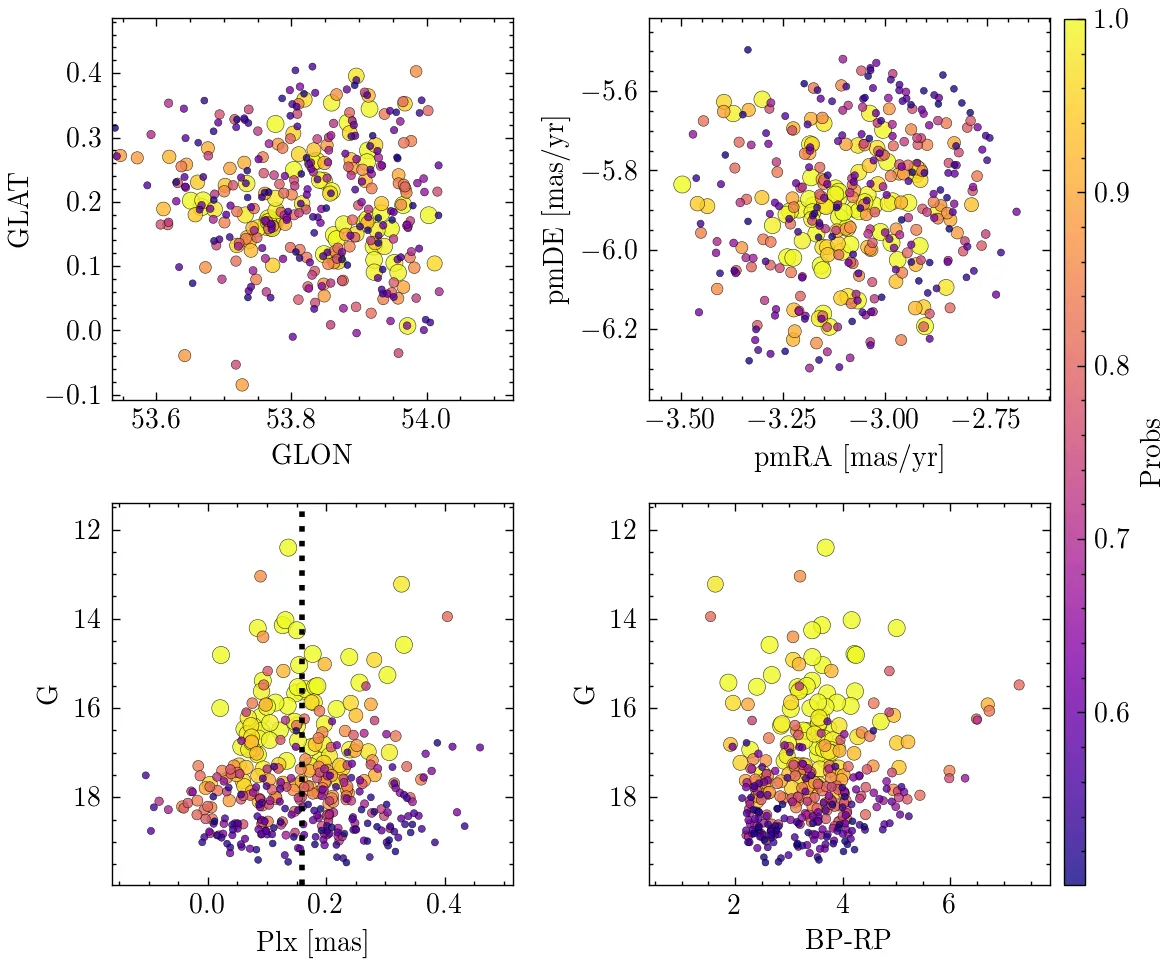 0.4
0.3
0.2
0.1
0.0
−0.1
GLAT
53.6 53.8 54.0
GLON
−5.6
−5.8
−6.0
−6.2
pmDE [mas/yr]
−3.50 −3.25 −3.00 −2.75
pmRA [mas/yr]
1.0
0.9
0.8
0.7
0.6
Probs
12
14
16
18
G
0.0 0.2 0.4
Plx [mas]
12
14
16
18
G
2 4 6
BP-RP